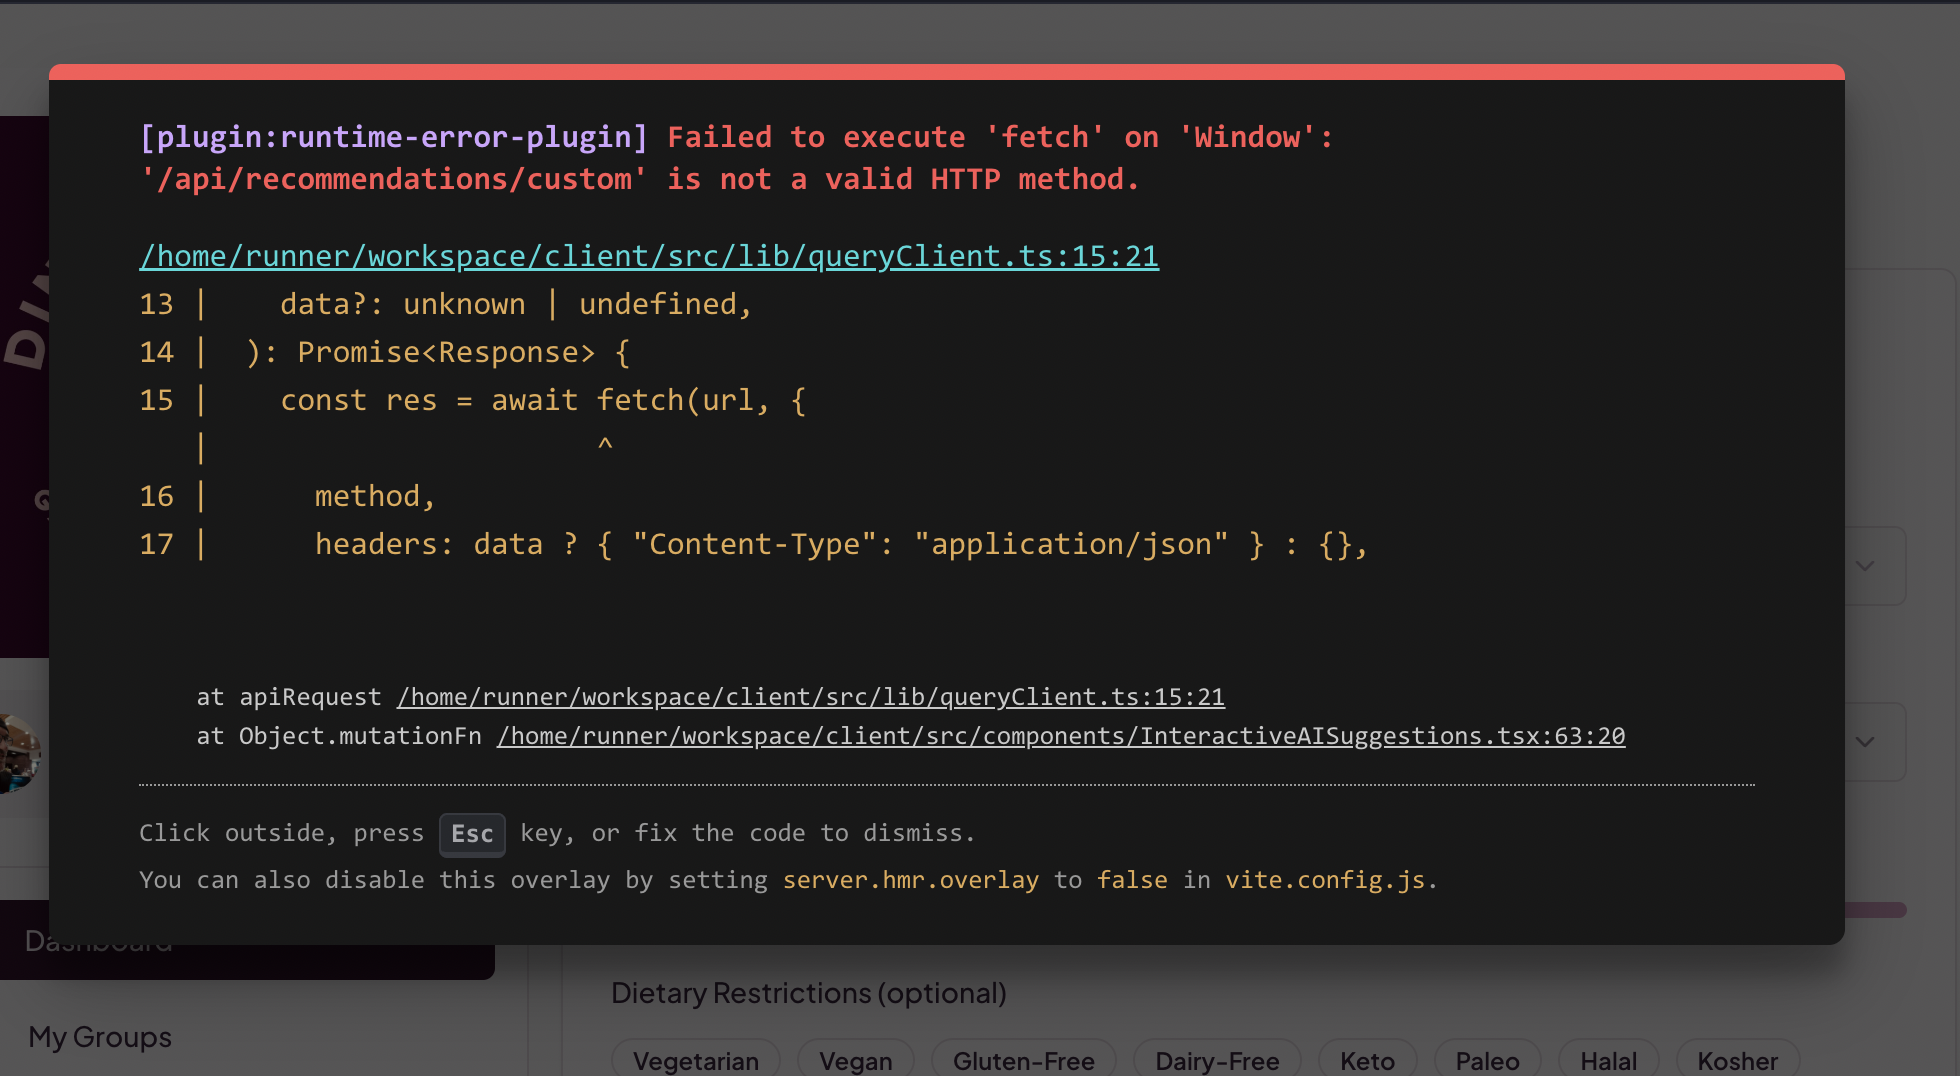 [plugin:runtime-error-plugin] Failed to execute 'fetch' on 'Window':
'/api/recommendations/custom' is not a valid HTTP method.
/home/runner/workspace/client/src/lib/queryClient.ts:15:21
13 |    data?: unknown | undefined,
14 |  ): Promise<Response> {
15 |    const res = await fetch(url, {
   |                      ^
16 |      method,
17 |      headers: data ? { "Content-Type": "application/json" } : {},
at apiRequest /home/runner/workspace/client/src/lib/queryClient.ts:15:21
at Object.mutationFn /home/runner/workspace/client/src/components/InteractiveAISuggestions.tsx:63:20
Click outside, press Esc key, or fix the code to dismiss.
You can also disable this overlay by setting server.hmr.overlay to false in vite.config.js.
Dashboard
My Groups
Dietary Restrictions (optional)
Vegetarian Vegan Gluten-Free Dairy-Free Keto Paleo Halal Kosher